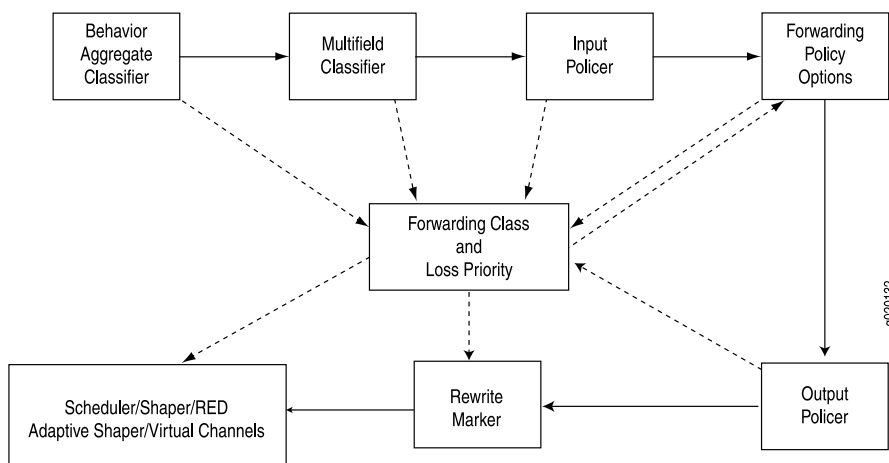 Behavior
Aggregate
Classifier
Multifield
Classifier
Input
Policer
Forwarding
Policy
Options
Forwarding Class
and
Loss Priority
Scheduler/Shaper/RED
Adaptive Shaper/Virtual Channels
Rewrite
Marker
Output
Policer